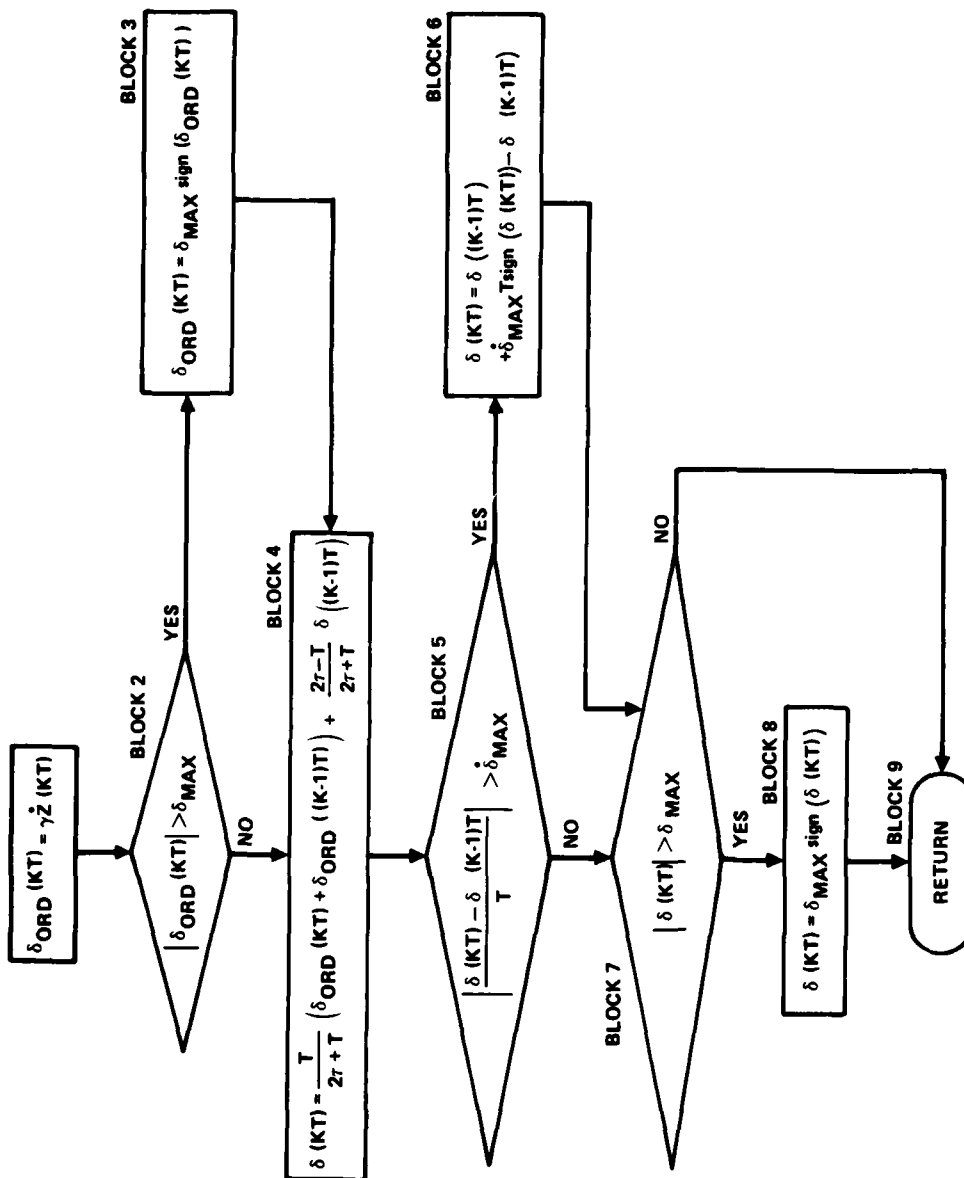 δORD (KT) = γŻ (KT)
BLOCK 2
|δORD (KT)| > δMAX
YES
NO
BLOCK 3
δORD (KT) = δMAX sign (δORD (KT) )
BLOCK 4
δ (KT) = T/2τ + T (δORD (KT) + δORD ((K-1)T)) + 2τ-T/2τ+T δ ((K-1)T)
BLOCK 5
|δ (KT) - δ (K-1)T)/T| > δ̇MAX
YES
NO
BLOCK 6
δ (KT) = δ ((K-1)T)
+δ̇MAX Tsign (δ (KT)) - δ (K-1)T)
BLOCK 7
|δ (KT)| > δMAX
NO
YES
BLOCK 8
δ (KT) = δMAX sign (δ (KT))
BLOCK 9
RETURN